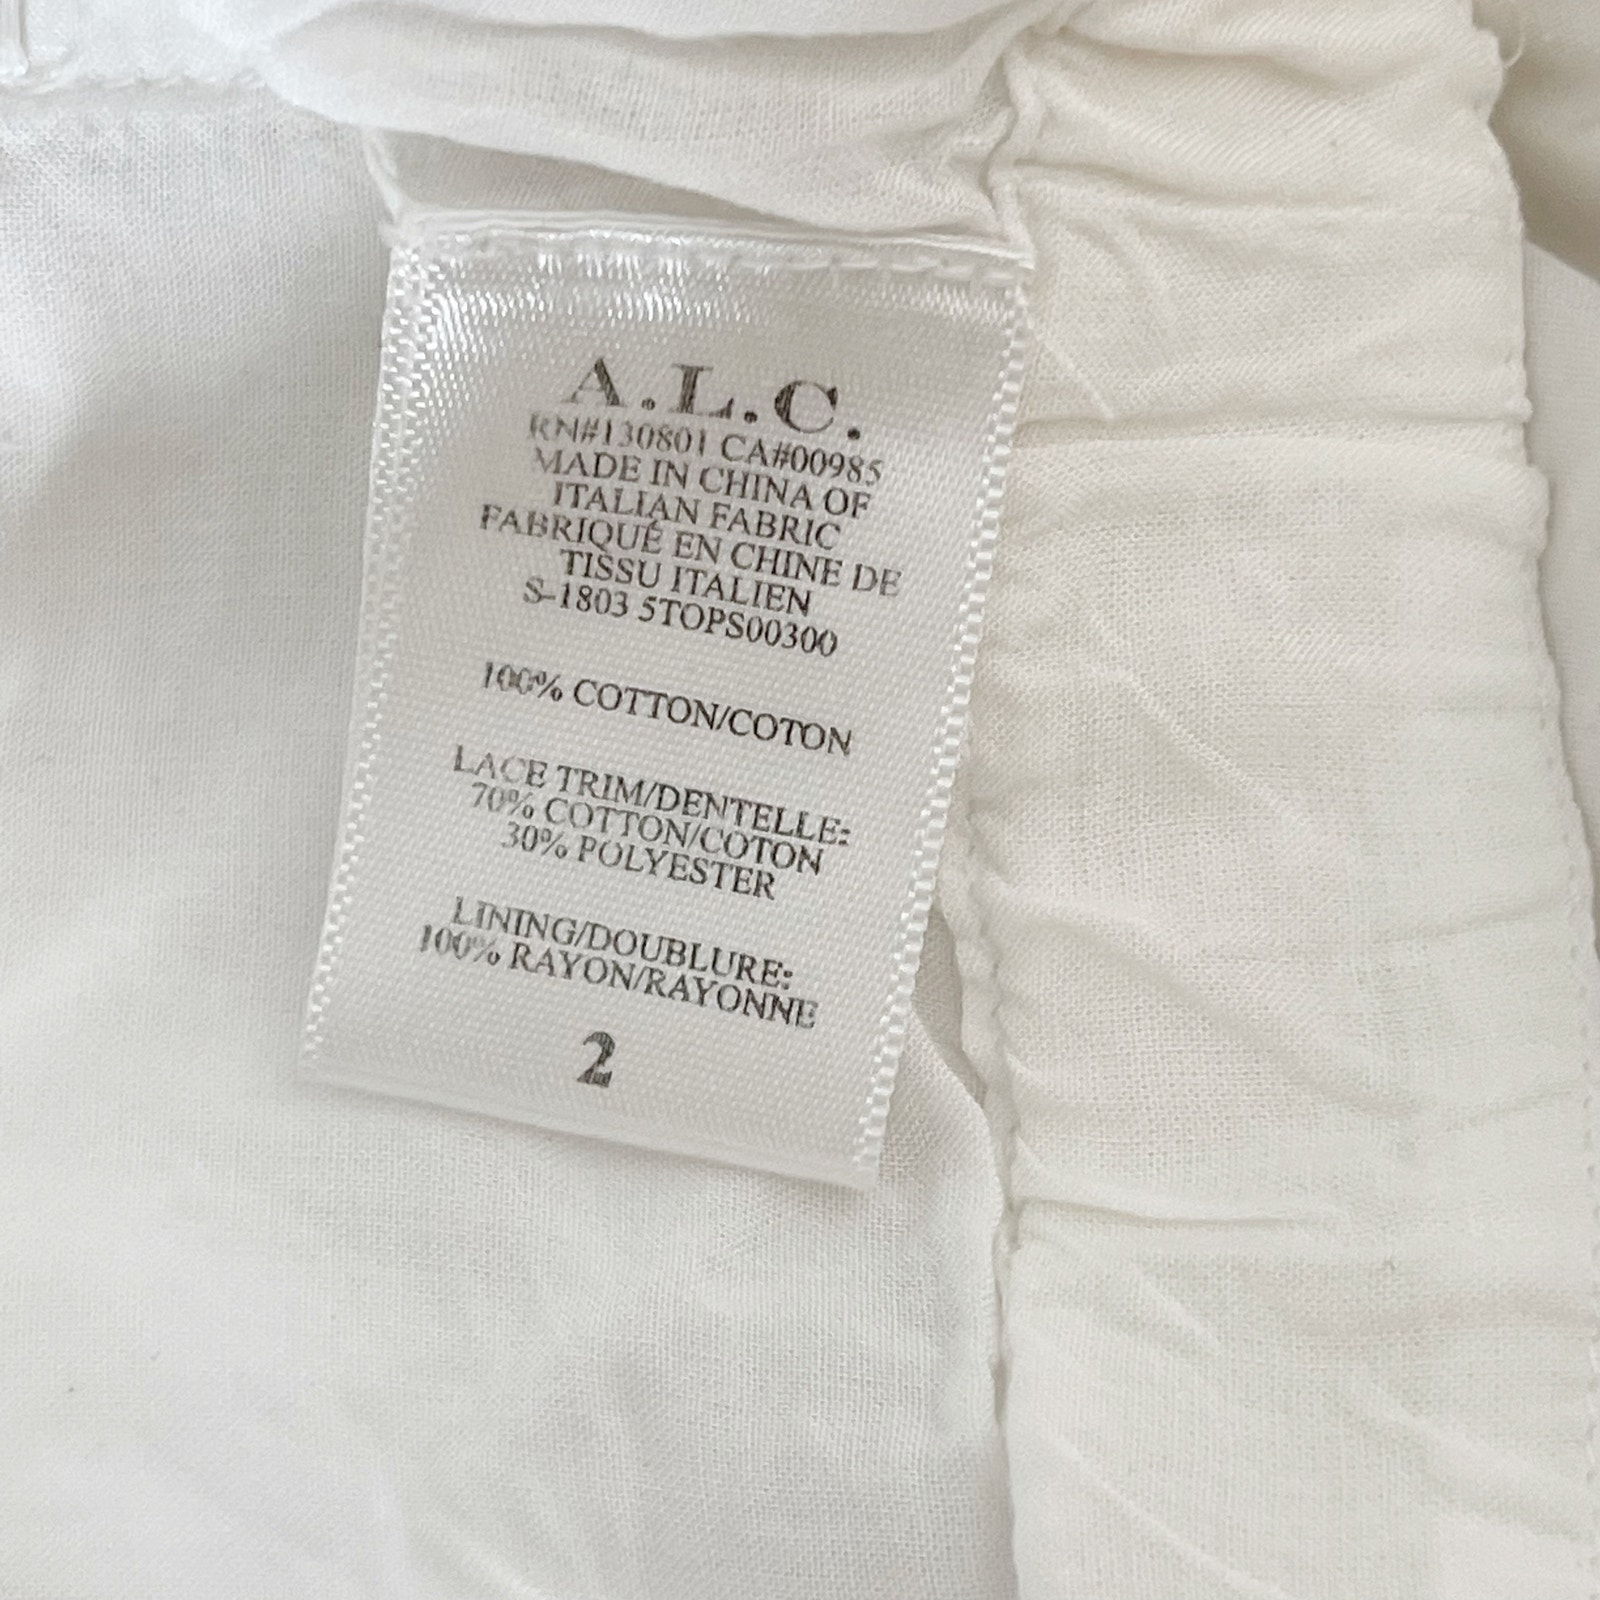 A.L.C.
RN#130801 CA#00985
MADE IN CHINA OF
ITALIAN FABRIC
FABRIQUÉ EN CHINE DE
TISSU ITALIEN
S-1803 5TOPS00300
100% COTTON/COTON
LACE TRIM/DENTELLE:
70% COTTON/COTON
30% POLYESTER
LINING/DOUBLURE:
100% RAYON/RAYONNE
2